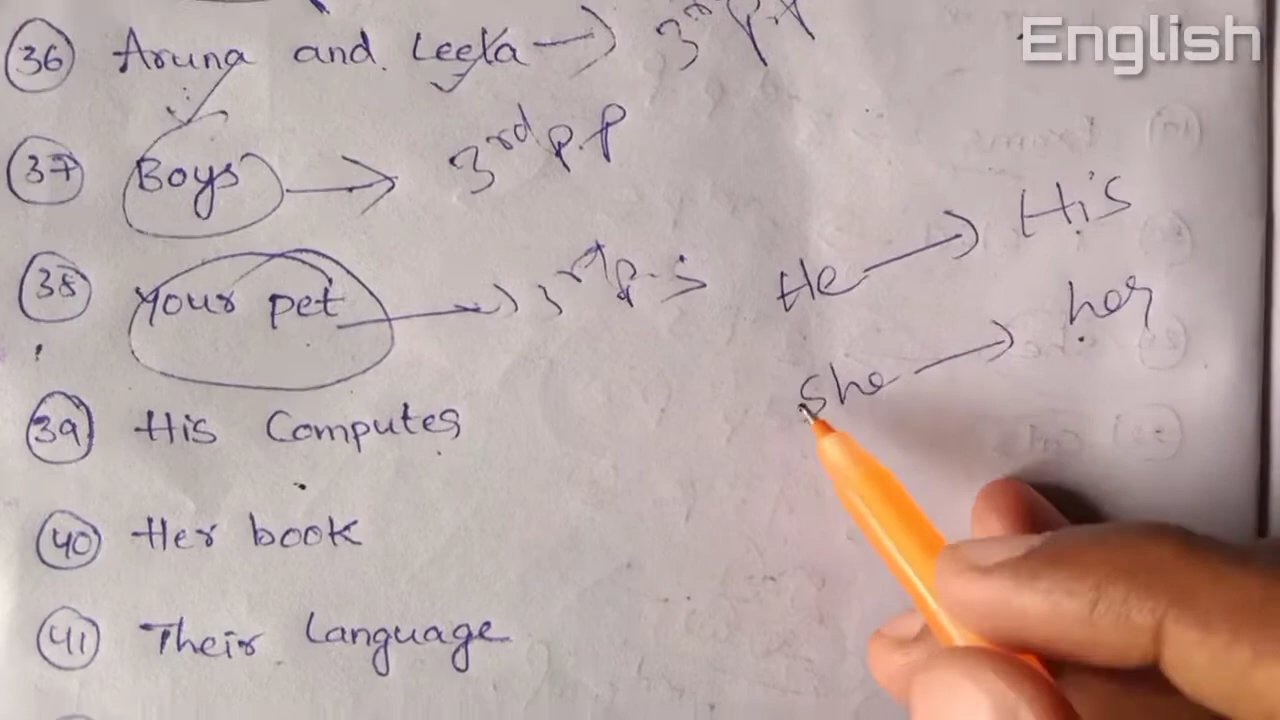 English
36 Aruna and Leela → 3rd p.p
37 Boys → 3rd p.p
38 Your pet → 3rd p.s
He → His
She → her
39 His Computer
40 Her book
41 Their Language